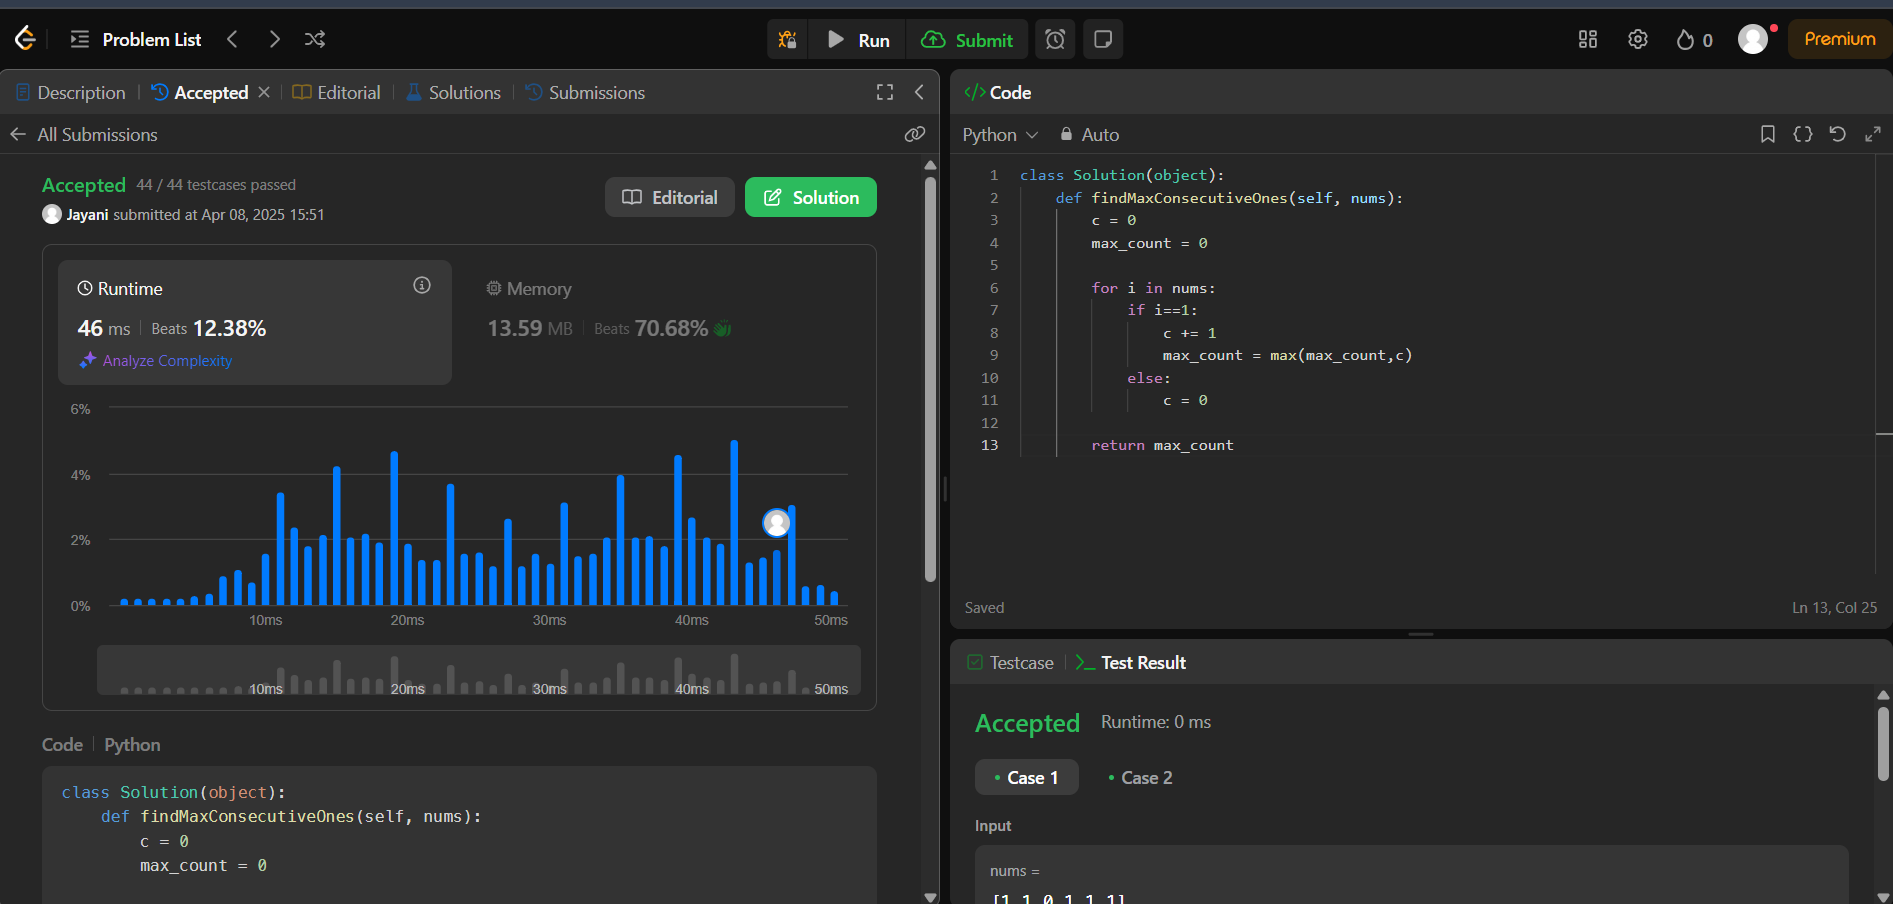 Problem List
Run
Submit
0
Premium
Description
Accepted
Editorial
Solutions
Submissions
All Submissions
Accepted 44 / 44 testcases passed
Jayani submitted at Apr 08, 2025 15:51
Editorial
Solution
Runtime
46 ms Beats 12.38%
Analyze Complexity
Memory
13.59 MB Beats 70.68%
6%
4%
2%
0%
10ms 20ms 30ms 40ms 50ms
10ms 20ms 30ms 40ms 50ms
Code Python
class Solution(object):
    def findMaxConsecutiveOnes(self, nums):
        c = 0
        max_count = 0
</> Code
Python Auto
1 class Solution(object):
2     def findMaxConsecutiveOnes(self, nums):
3         c = 0
4         max_count = 0
5
6         for i in nums:
7             if i==1:
8                 c += 1
9                 max_count = max(max_count,c)
10             else:
11                 c = 0
12
13         return max_count
Saved
Ln 13, Col 25
Testcase
>_ Test Result
Accepted Runtime: 0 ms
Case 1
Case 2
Input
nums =
[1,1,0,1,1,1]